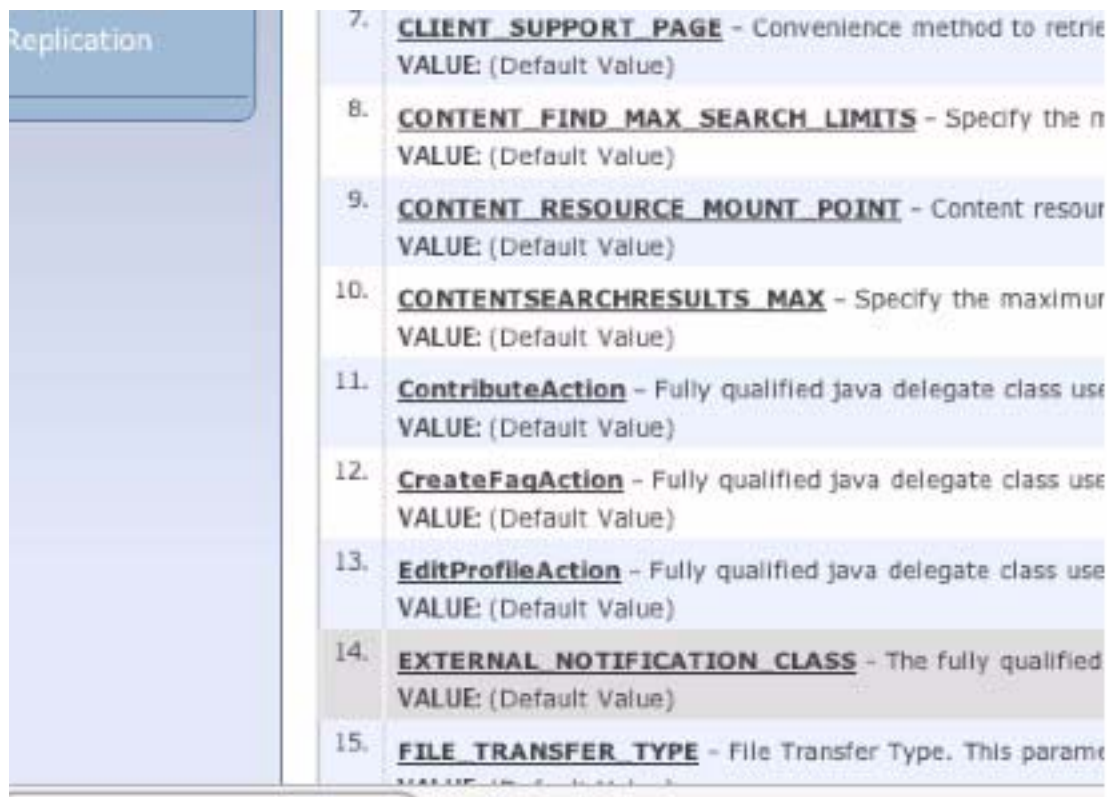 Replication
7. CLIENT_SUPPORT_PAGE - Convenience method to retrie
VALUE: (Default Value)
8. CONTENT_FIND_MAX_SEARCH_LIMITS - Specify the m
VALUE: (Default Value)
9. CONTENT_RESOURCE_MOUNT_POINT - Content resour
VALUE: (Default Value)
10. CONTENTSEARCHRESULTS_MAX - Specify the maximur
VALUE: (Default Value)
11. ContributeAction - Fully qualified java delegate class use
VALUE: (Default Value)
12. CreateFaqAction - Fully qualified java delegate class use
VALUE: (Default Value)
13. EditProfileAction - Fully qualified java delegate class use
VALUE: (Default Value)
14. EXTERNAL_NOTIFICATION_CLASS - The fully qualified
VALUE: (Default Value)
15. FILE_TRANSFER_TYPE - File Transfer Type. This parame